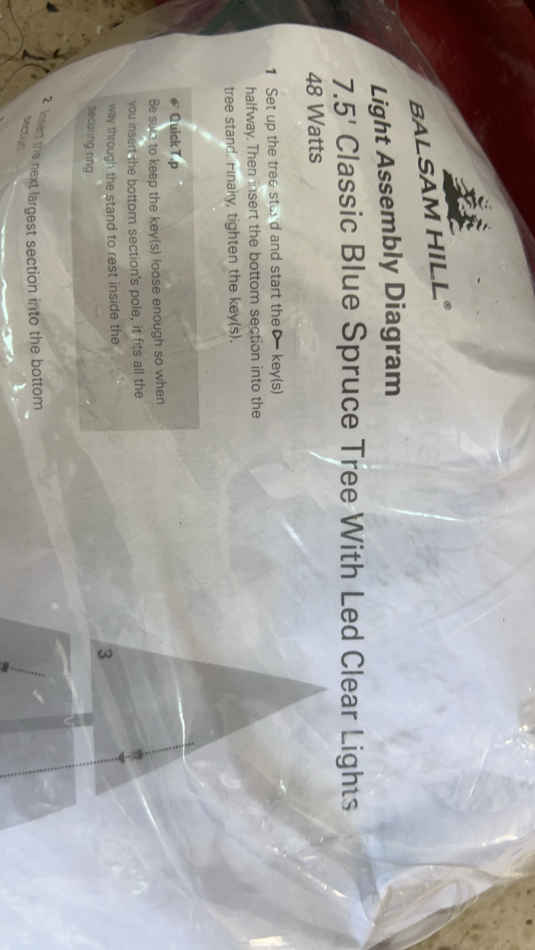 BALSAM HILL®
Light Assembly Diagram
7.5' Classic Blue Spruce Tree With Led Clear Lights
48 Watts
1 Set up the tree stand and start the key(s)
halfway. Then insert the bottom section into the
tree stand. Finally, tighten the key(s).
Quick Tip
Be sure to keep the key(s) loose enough so when
you insert the bottom section's pole, it fits all the
way through the stand to rest inside the
securing ring.
2 Insert the next largest section into the bottom
section.
3